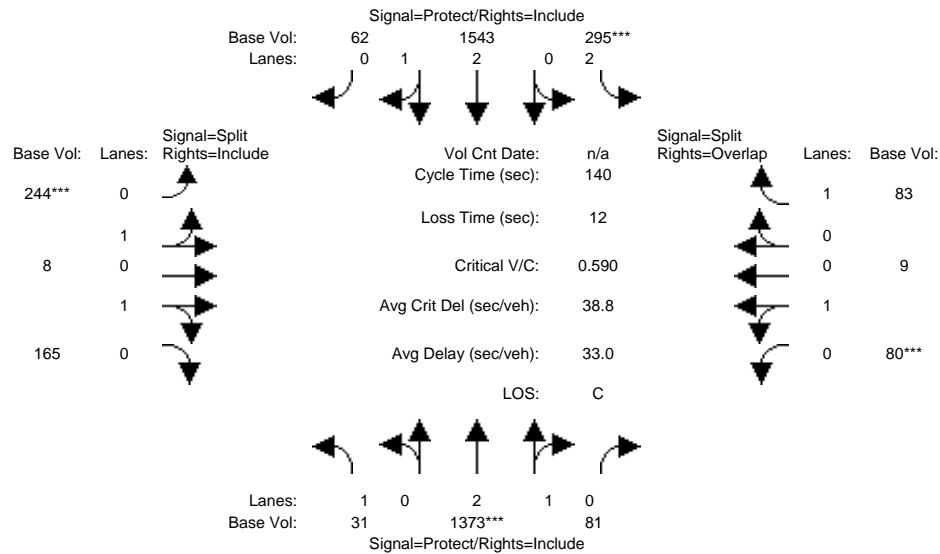 Signal=Protect/Rights=Include
Base Vol: 62 1543 295***
Lanes: 0 1 2 0 2
Signal=Split
Signal=Split
Base Vol: Lanes: Rights=Include Vol Cnt Date: n/a Rights=Overlap Lanes: Base Vol:
Cycle Time (sec): 140
244*** 0 1 83
Loss Time (sec): 12
1 0
8 0 Critical V/C: 0.590 0 9
1 Avg Crit Del (sec/veh): 38.8 1
165 0 Avg Delay (sec/veh): 33.0 0 80***
LOS: C
Lanes: 1 0 2 1 0
Base Vol: 31 1373*** 81
Signal=Protect/Rights=Include